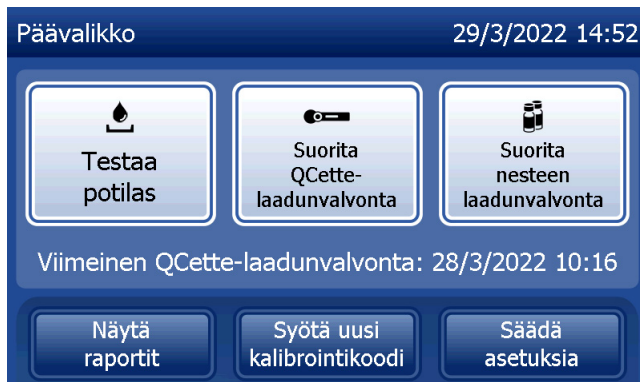 Päävalikko 29/3/2022 14:52
Testaa
potilas
Suorita
QCette-
laadunvalvonta
Suorita
nesteen
laadunvalvonta
Viimeinen QCette-laadunvalvonta: 28/3/2022 10:16
Näytä
raportit
Syötä uusi
kalibrointikoodi
Säädä
asetuksia